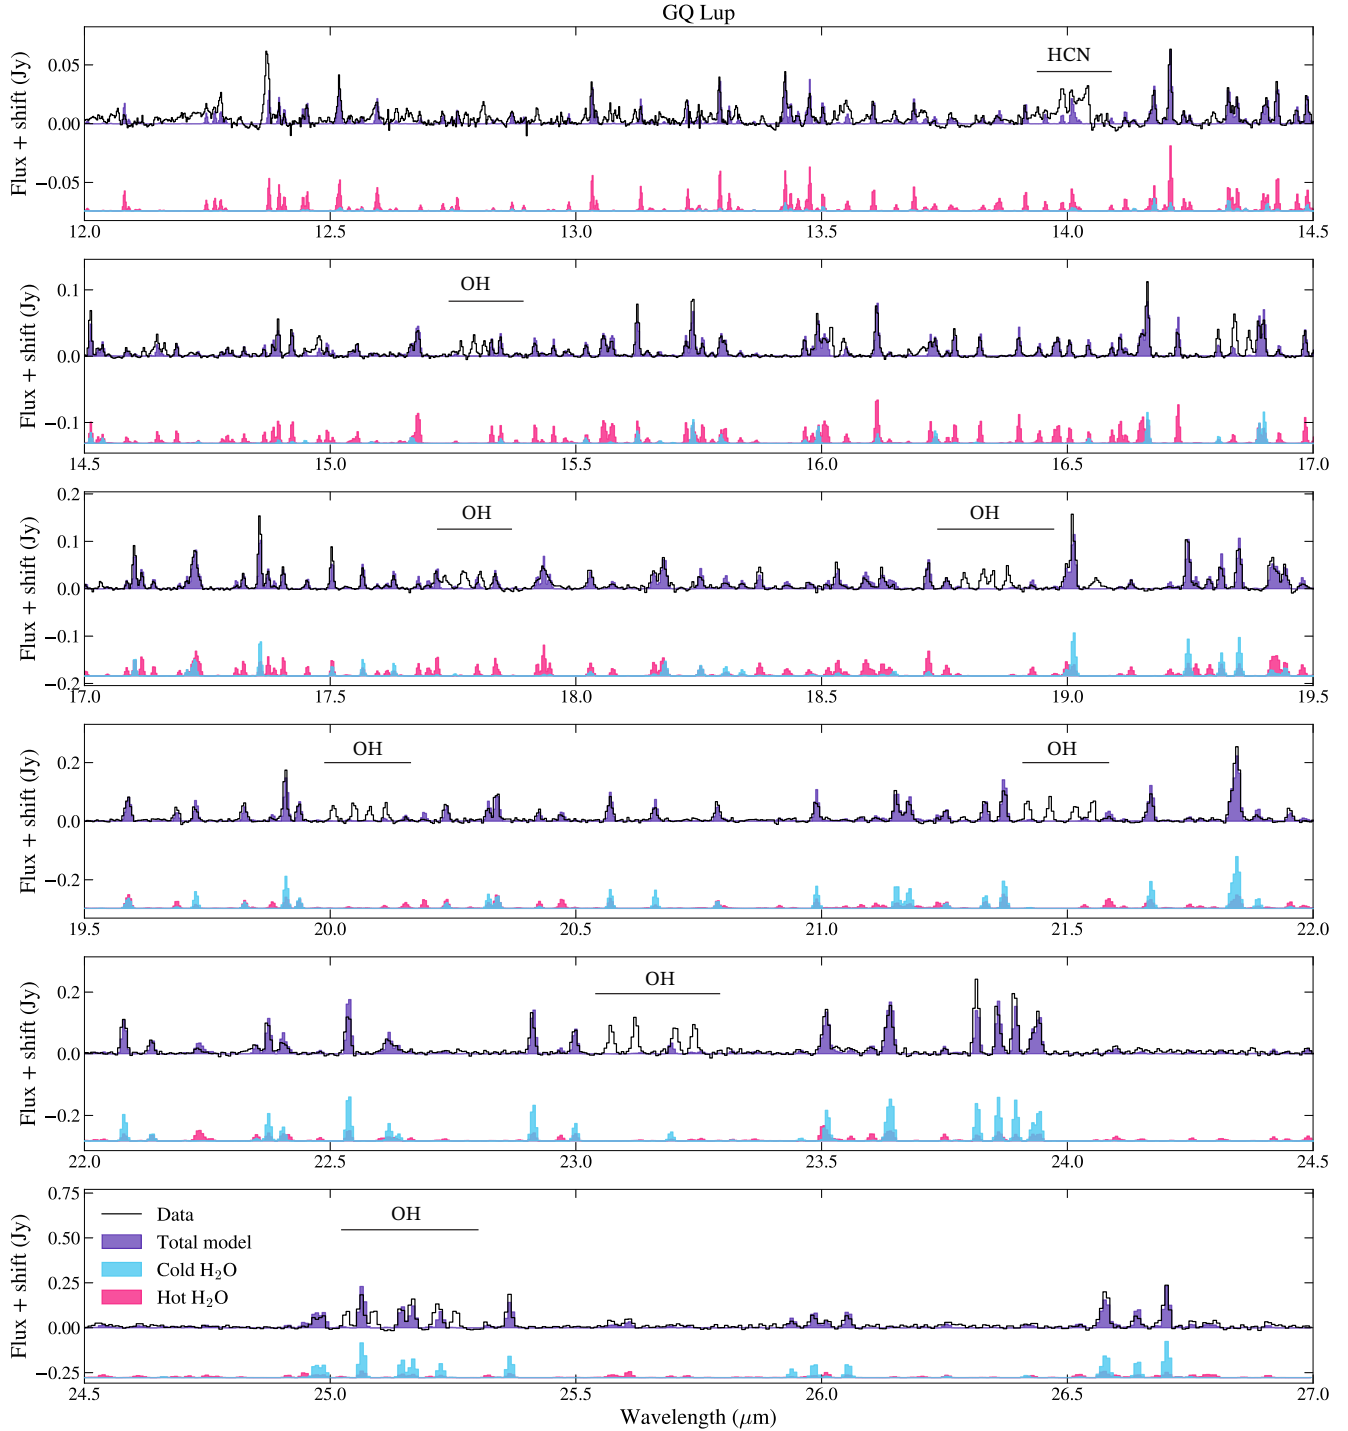 GQ Lup
Flux + shift (Jy)
0.05
0.00
−0.05
HCN
12.0 12.5 13.0 13.5 14.0 14.5
Flux + shift (Jy)
0.1
0.0
−0.1
OH
14.5 15.0 15.5 16.0 16.5 17.0
Flux + shift (Jy)
0.2
0.1
0.0
−0.1
−0.2
OH OH
17.0 17.5 18.0 18.5 19.0 19.5
Flux + shift (Jy)
0.2
0.0
−0.2
OH OH
19.5 20.0 20.5 21.0 21.5 22.0
Flux + shift (Jy)
0.2
0.0
−0.2
OH
22.0 22.5 23.0 23.5 24.0 24.5
Flux + shift (Jy)
0.75
0.50
0.25
0.00
−0.25
OH
Data
Total model
Cold H₂O
Hot H₂O
24.5 25.0 25.5 26.0 26.5 27.0
Wavelength (μm)